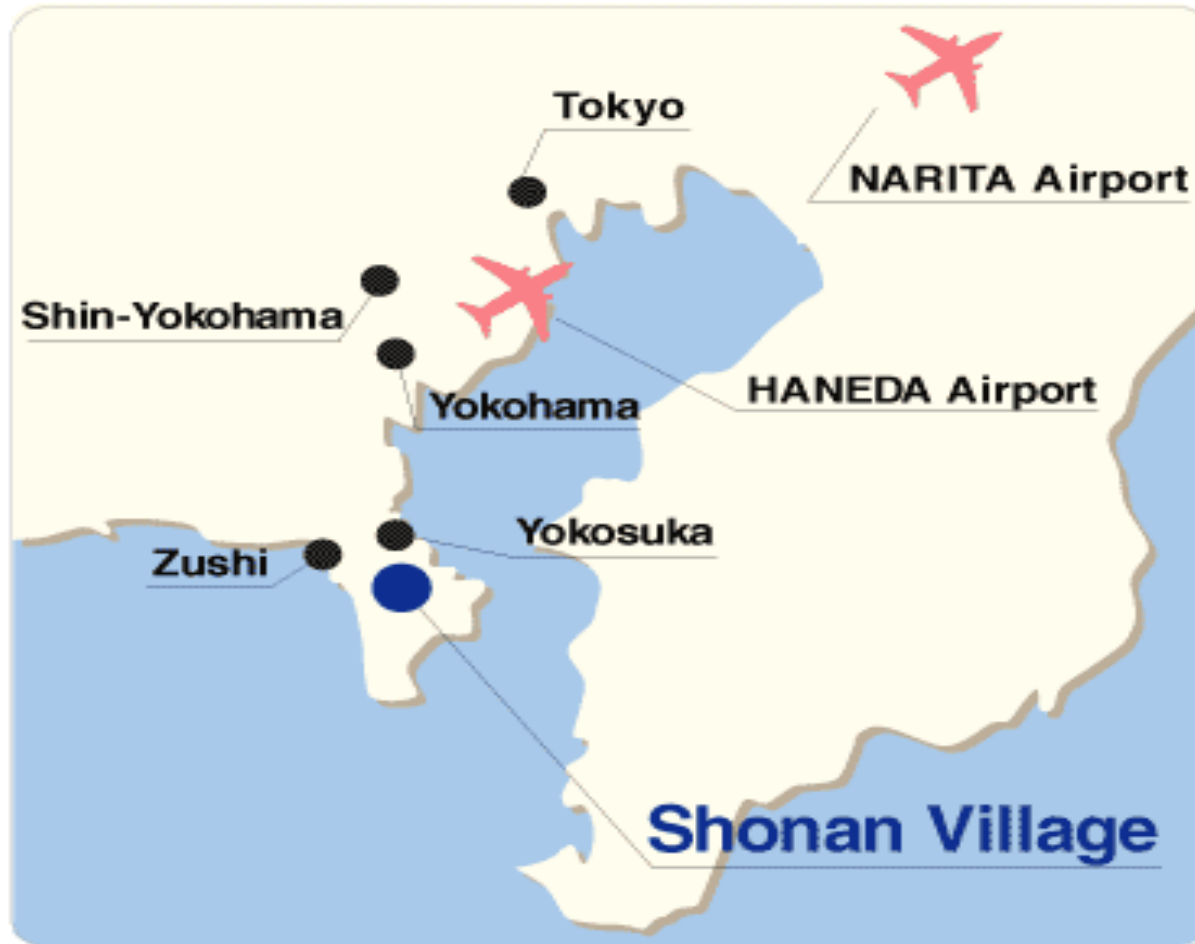 Tokyo
NARITA Airport
Shin-Yokohama
HANEDA Airport
Yokohama
Yokosuka
Zushi
Shonan Village